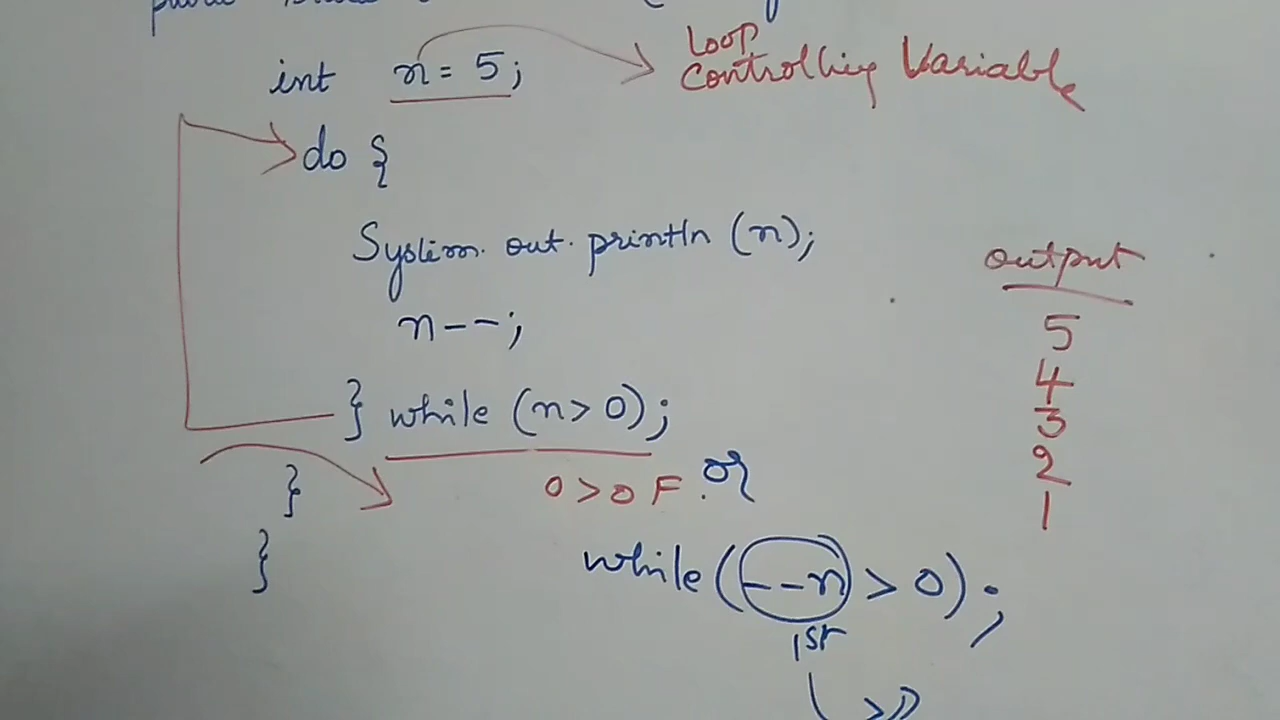 int n = 5;
Loop
Controlling Variable
do {
System.out.println (n);
n--;
} while (n > 0);
0 > 0 F.
or
while (--n > 0);
1st
>
}
}
output
5
4
3
2
1